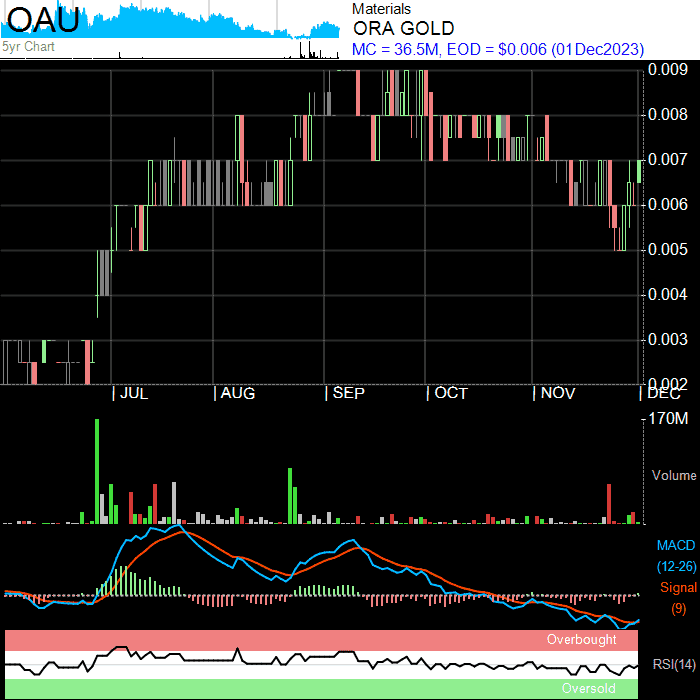 OAU
5yr Chart
Materials
ORA GOLD
MC = 36.5M, EOD = $0.006 (01Dec2023)
0.009
0.008
0.007
0.006
0.005
0.004
0.003
0.002
JUL AUG SEP OCT NOV DEC
170M
Volume
MACD
(12-26)
Signal
(9)
Overbought
RSI(14)
Oversold